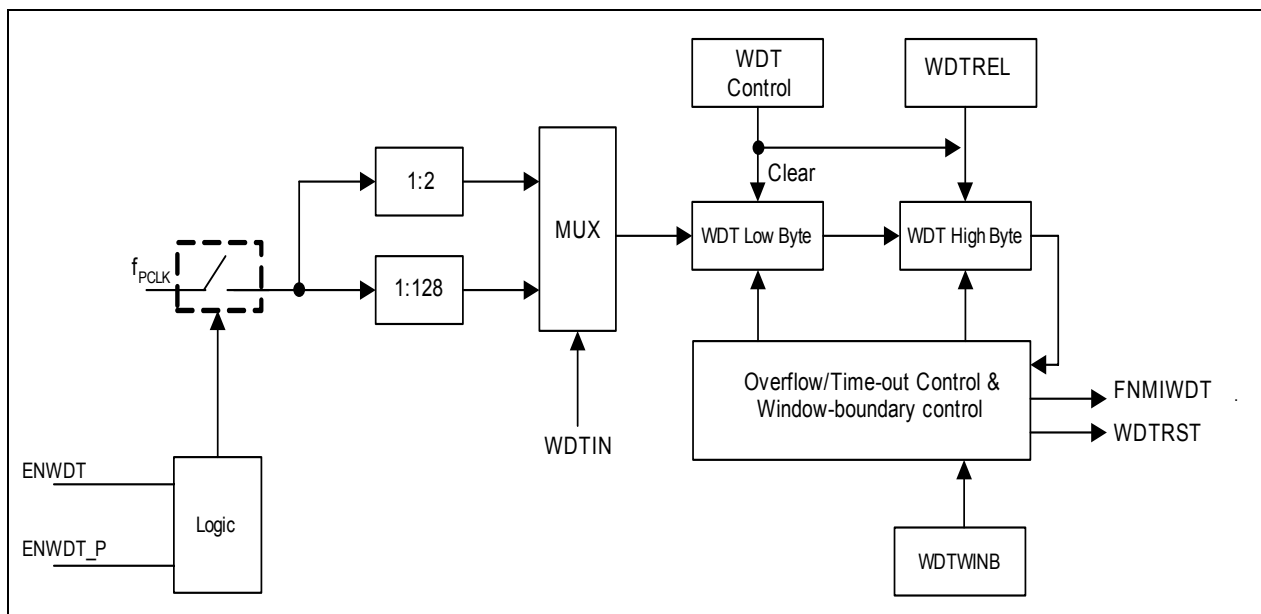 WDT
Control
WDTREL
Clear
1:2
MUX
WDT Low Byte
WDT High Byte
fPCLK
1:128
Overflow/Time-out Control &
Window-boundary control
FNMIWDT .
WDTRST
WDTIN
ENWDT
Logic
ENWDT_P
WDTWINB